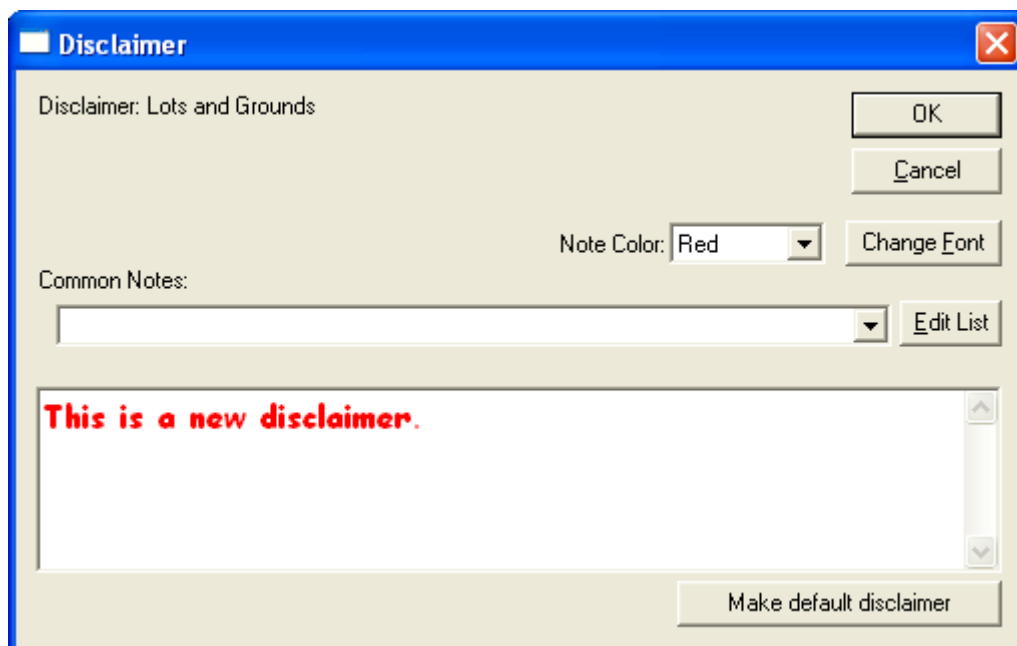 Disclaimer
Disclaimer: Lots and Grounds
OK
Cancel
Note Color: Red
Change Font
Common Notes:
Edit List
This is a new disclaimer.
Make default disclaimer